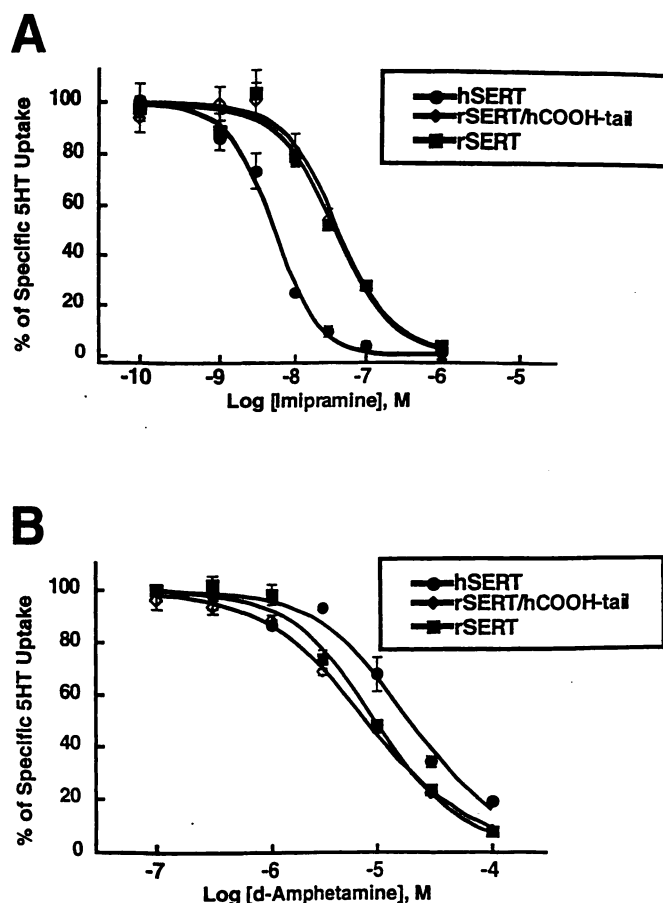 A
% of Specific 5HT Uptake
100
80
60
40
20
0
-10
-9
-8
-7
-6
-5
Log [Imipramine], M
hSERT
rSERT/hCOOH-tail
rSERT
B
% of Specific 5HT Uptake
100
80
60
40
20
0
-7
-6
-5
-4
Log [d-Amphetamine], M
hSERT
rSERT/hCOOH-tail
rSERT